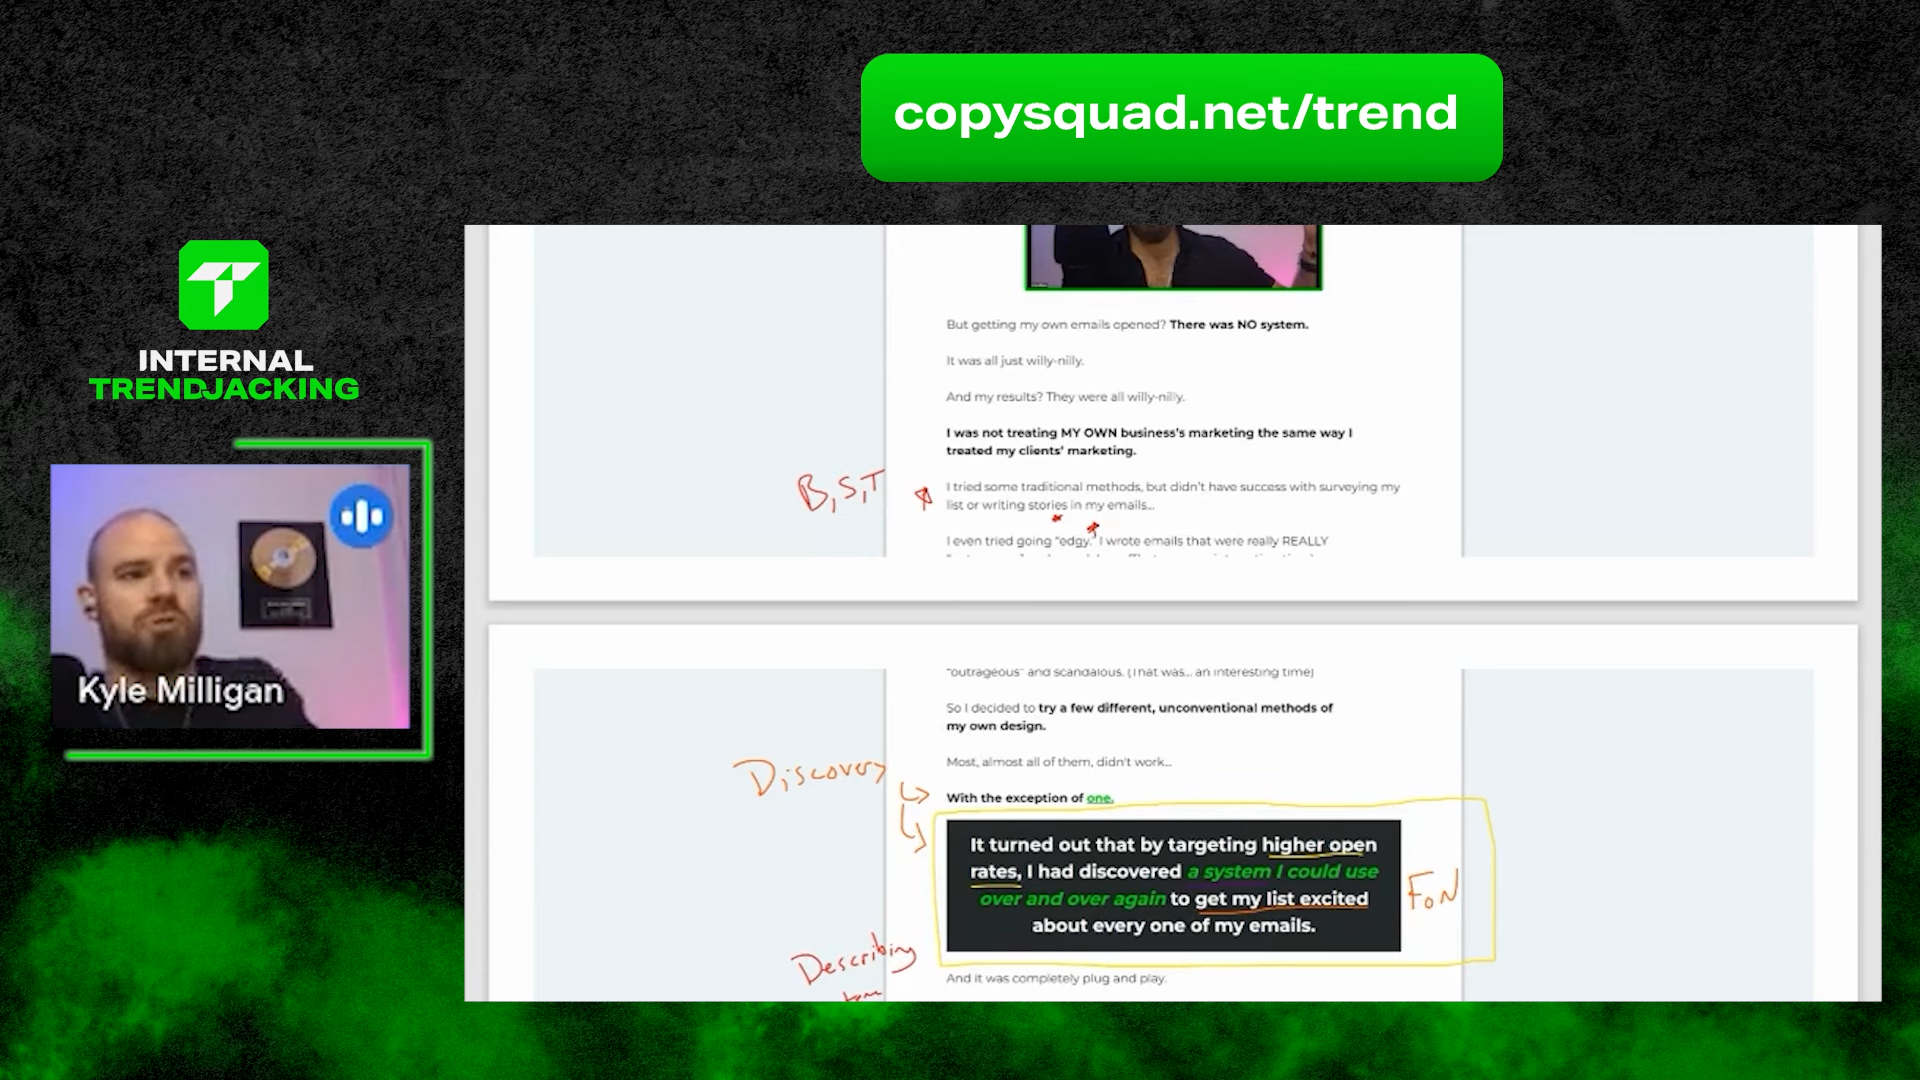 copysquad.net/trend
INTERNAL
TRENDJACKING
Kyle Milligan
But getting my own emails opened? There was NO system.
It was all just willy-nilly.
And my results? They were all willy-nilly.
I was not treating MY OWN business's marketing the same way I
treated my clients' marketing.
B, S, T
I tried some traditional methods, but didn't have success with surveying my
list or writing stories in my emails...
I even tried going "edgy." I wrote emails that were really REALLY
"outrageous" and scandalous. (That was... an interesting time)
So I decided to try a few different, unconventional methods of
my own design.
Most, almost all of them, didn't work...
Discovery
With the exception of one.
It turned out that by targeting higher open
rates, I had discovered a system I could use
over and over again to get my list excited
about every one of my emails.
FoN
Describing
And it was completely plug and play.